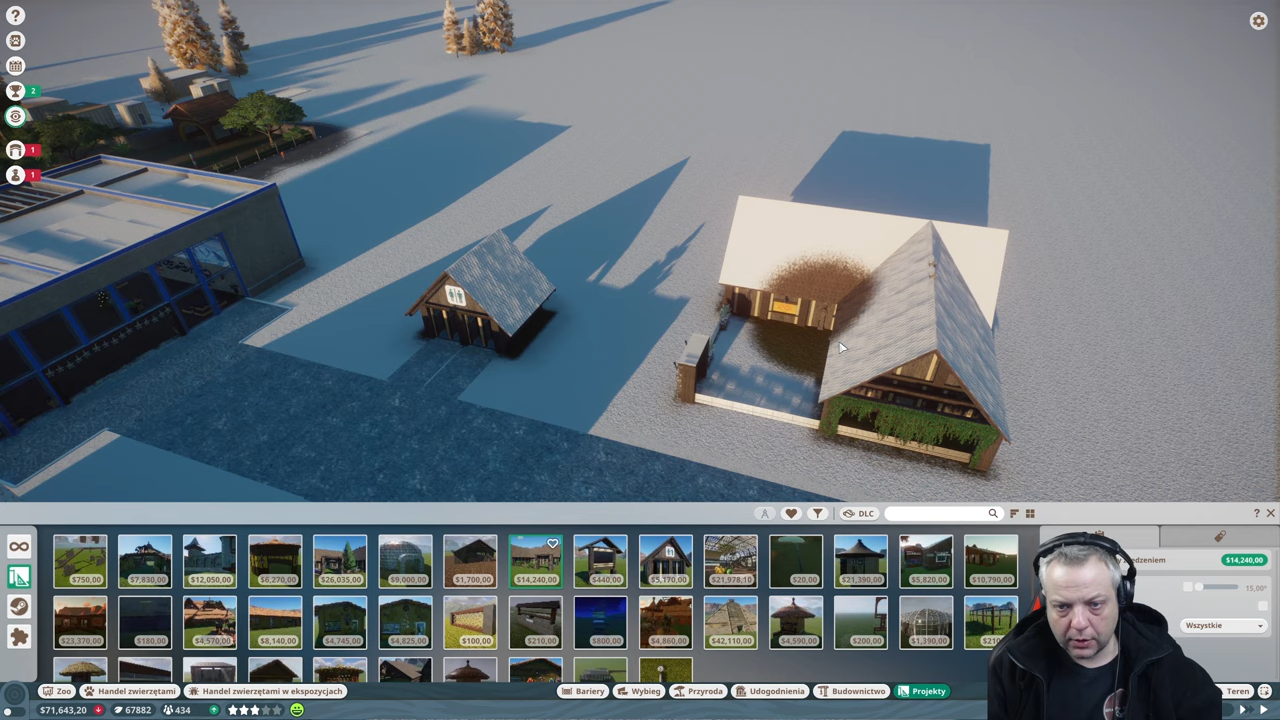 ?
2
1
1
DLC
? ×
$750,00 $7,830,00 $12,050,00 $6,270,00 $26,035,00 $9,000,00 $1,700,00 $14,240,00 $440,00 $5,170,00 $21,978,10 $20,00 $21,390,00 $5,820,00 $10,790,00
$14,240,00
15,00°
$23,370,00 $180,00 $4,570,00 $8,140,00 $4,745,00 $4,825,00 $100,00 $210,00 $800,00 $4,860,00 $42,110,00 $4,590,00 $200,00 $1,390,00
Wszystkie
Zoo Handel zwierzętami Handel zwierzętami w ekspozycjach Bariery Wybieg Przyroda Udogodnienia Budownictwo Projekty Teren
$71,643,20 67882 434